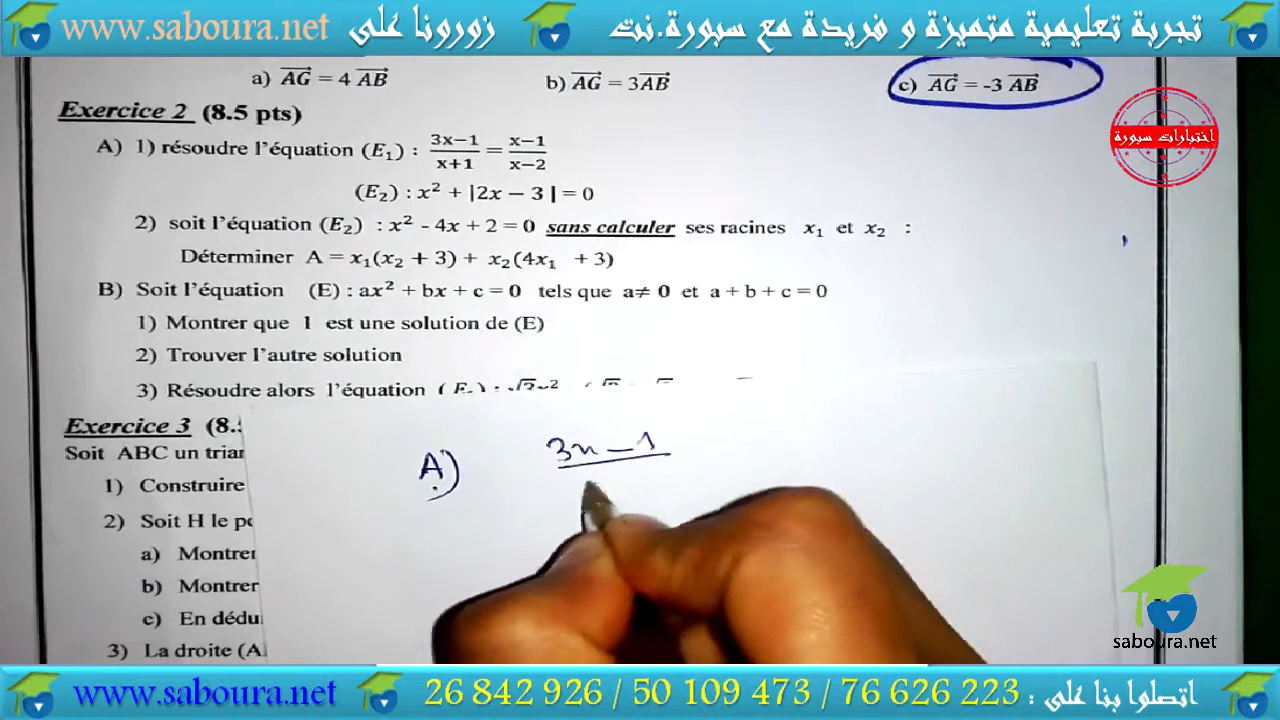 www.saboura.net زورونا على تجربة تعليمية متميزة و فريدة مع سبورة.نت
a) AG = 4 AB b) AG = 3AB c) AG = -3 AB
Exercice 2 (8.5 pts)
اختبارات سبورة
A) 1) résoudre l'équation (E₁) : (3x−1)/(x+1) = (x−1)/(x−2)
(E₂) : x² + |2x − 3 | = 0
2) soit l'équation (E₂) : x² - 4x + 2 = 0 sans calculer ses racines x₁ et x₂ :
Déterminer A = x₁(x₂ + 3) + x₂(4x₁ + 3)
B) Soit l'équation (E) : ax² + bx + c = 0 tels que a≠ 0 et a + b + c = 0
1) Montrer que 1 est une solution de (E)
2) Trouver l'autre solution
3) Résoudre alors l'équation
Exercice 3 (8.
Soit ABC un trian
1) Construire
2) Soit H le
a) Montrer
b) Montrer
c) En dédu
3) La droite (A
A) 3x − 1
saboura.net
www.saboura.net 26 842 926 / 50 109 473 / 76 626 223 : اتصلوا بنا على